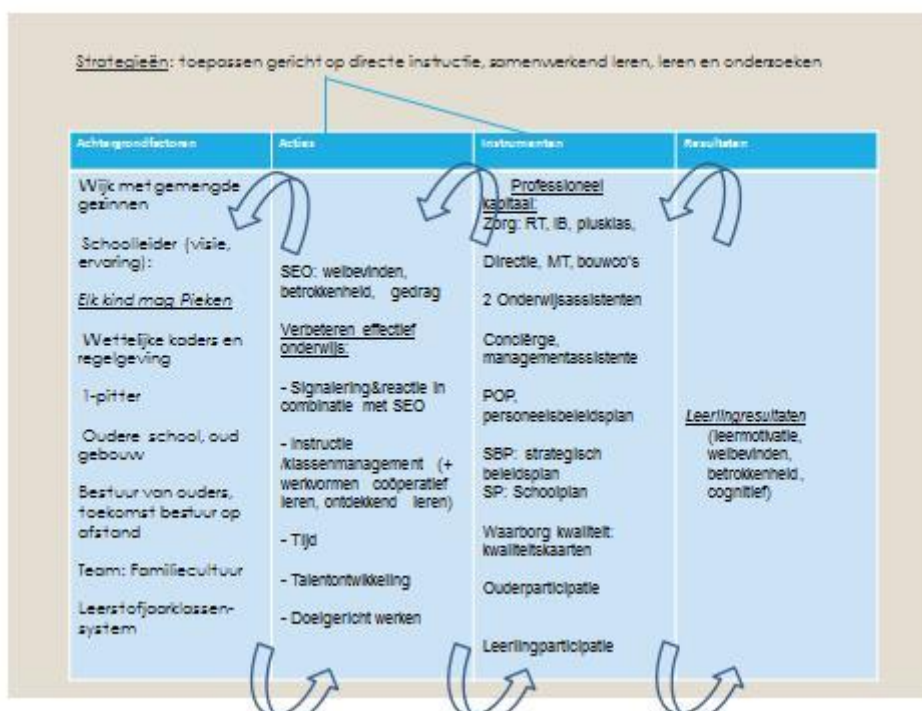 Strategieën: toepassen gericht op directe instructie, samenwerkend leren, leren en onderzoeken
Achtergrondfactoren
Wijk met gemengde
gezinnen
Schoolleider (visie,
ervaring):
Elk kind mag Pieken
Wettelijke kaders en
regelgeving
1-pitter
Oudere school, oud
gebouw
Bestuur van ouders,
toekomst bestuur op
afstand
Team: Familiecultuur
Leerstofjaarklassen-
system
Acties
SEO: welbevinden,
betrokkenheid, gedrag
Verbeteren effectief
onderwijs:
- Signalering&reactie in
combinatie met SEO
- Instructie
/klassenmanagement (+
werkvormen coöperatief
leren, ontdekkend leren)
- Tijd
- Talentontwikkeling
- Doelgericht werken
Instrumenten
Professioneel
kapitaal:
Zorg: RT, IB, plusklas,
Directie, MT, bouwco's
2 Onderwijsassistenten
Conciërge,
managementassistente
POP,
personeelsbeleidsplan
SBP: strategisch
beleidsplan
SP: Schoolplan
Waarborg kwaliteit:
kwaliteitskaarten
Ouderparticipatie
Leerlingparticipatie
Resultaten
Leerlingresultaten
(leermotivatie,
welbevinden,
betrokkenheid,
cognitief)